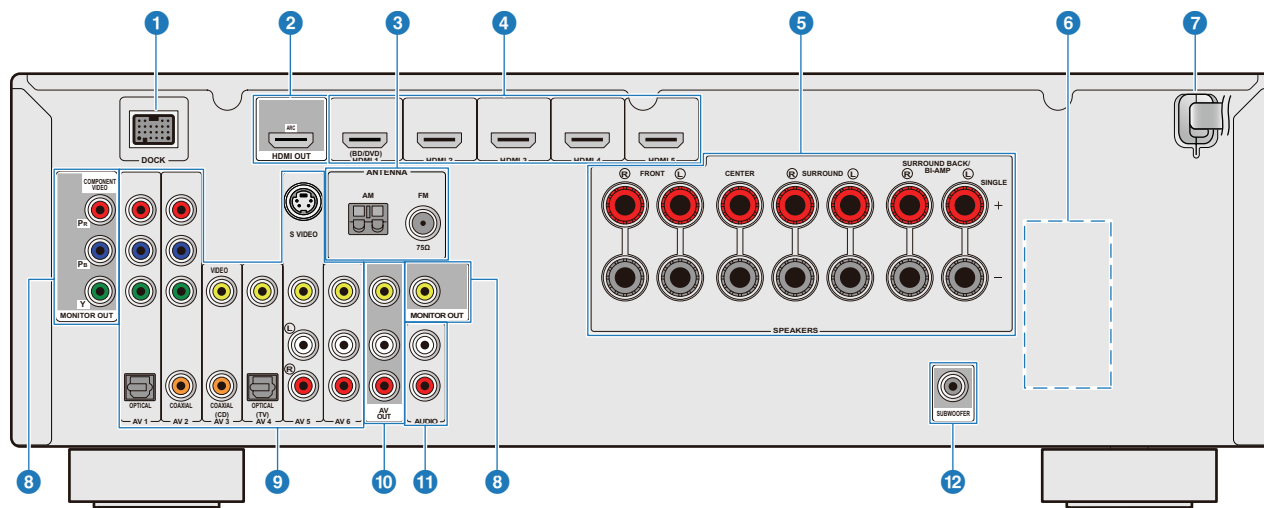 1 2 3 4 5 6 7
DOCK
ARC
HDMI OUT
(BD/DVD)
HDMI 1
HDMI 2
HDMI 3
HDMI 4
HDMI 5
ANTENNA
AM
FM
75Ω
S VIDEO
COMPONENT
VIDEO
PR
PB
Y
MONITOR OUT
VIDEO
L
R
OPTICAL
AV 1
COAXIAL
AV 2
COAXIAL
(CD)
AV 3
OPTICAL
(TV)
AV 4
AV 5
AV 6
AV
OUT
MONITOR OUT
AUDIO
R FRONT L
CENTER
R SURROUND L
SURROUND BACK/
BI-AMP
R L
SINGLE
+
–
SPEAKERS
SUBWOOFER
8 9 10 11 8 12